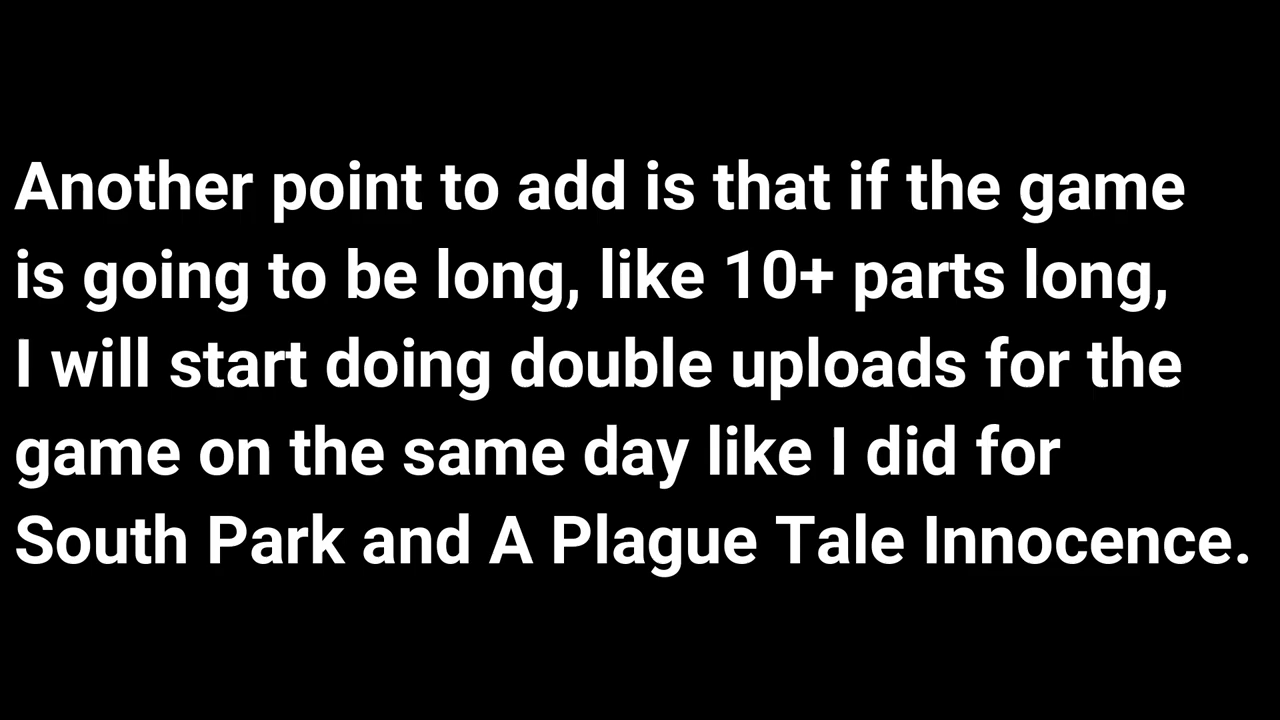 Another point to add is that if the game
is going to be long, like 10+ parts long,
I will start doing double uploads for the
game on the same day like I did for
South Park and A Plague Tale Innocence.